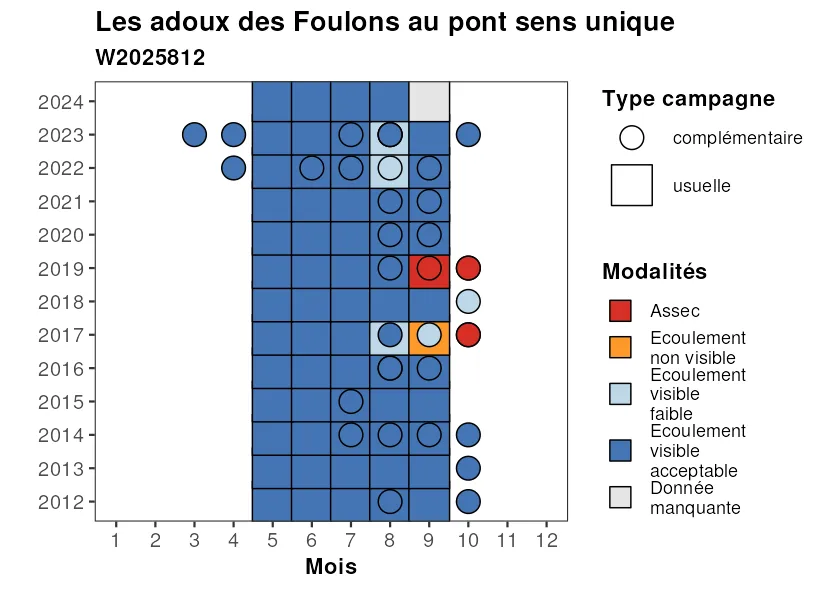 Les adoux des Foulons au pont sens unique
W2025812
2024
2023
2022
2021
2020
2019
2018
2017
2016
2015
2014
2013
2012
1 2 3 4 5 6 7 8 9 10 11 12
Mois
Type campagne
complémentaire
usuelle
Modalités
Assec
Ecoulement
non visible
Ecoulement
visible
faible
Ecoulement
visible
acceptable
Donnée
manquante